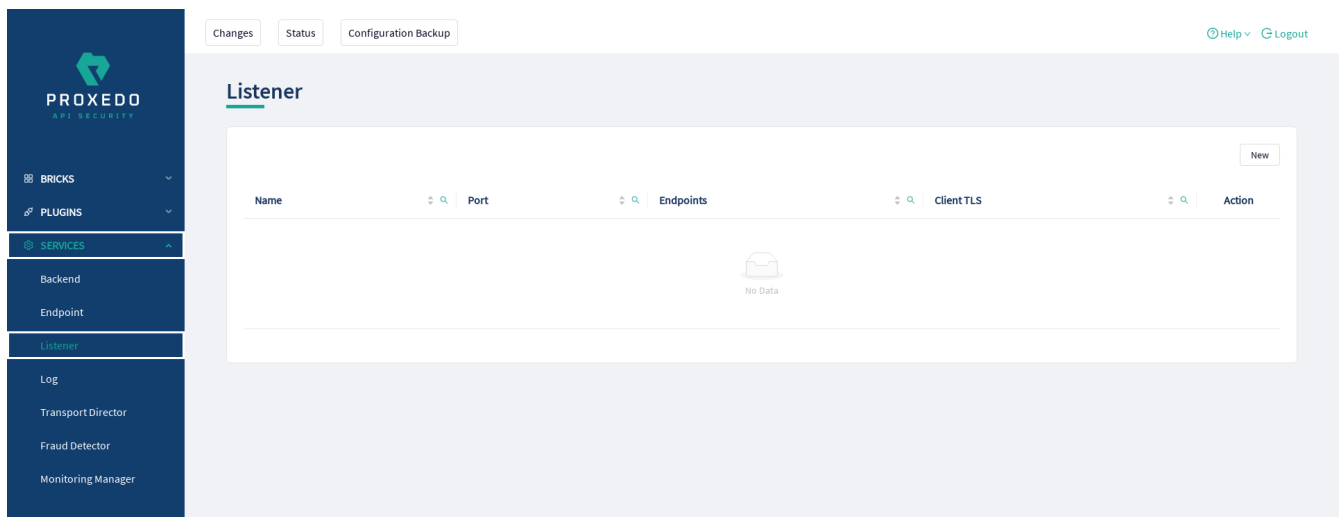 Changes Status Configuration Backup Help Logout
PROXEDO
API SECURITY
Listener
New
BRICKS
PLUGINS
SERVICES
Backend
Endpoint
Listener
Log
Transport Director
Fraud Detector
Monitoring Manager
Name Port Endpoints Client TLS Action
No Data